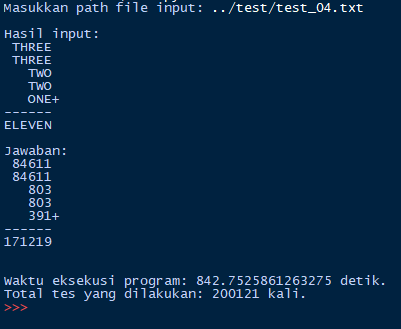 Masukkan path file input: ../test/test_04.txt
Hasil input:
THREE
THREE
TWO
TWO
ONE+
------
ELEVEN
Jawaban:
84611
84611
803
803
391+
------
171219
Waktu eksekusi program: 842.7525861263275 detik.
Total tes yang dilakukan: 200121 kali.
>>>